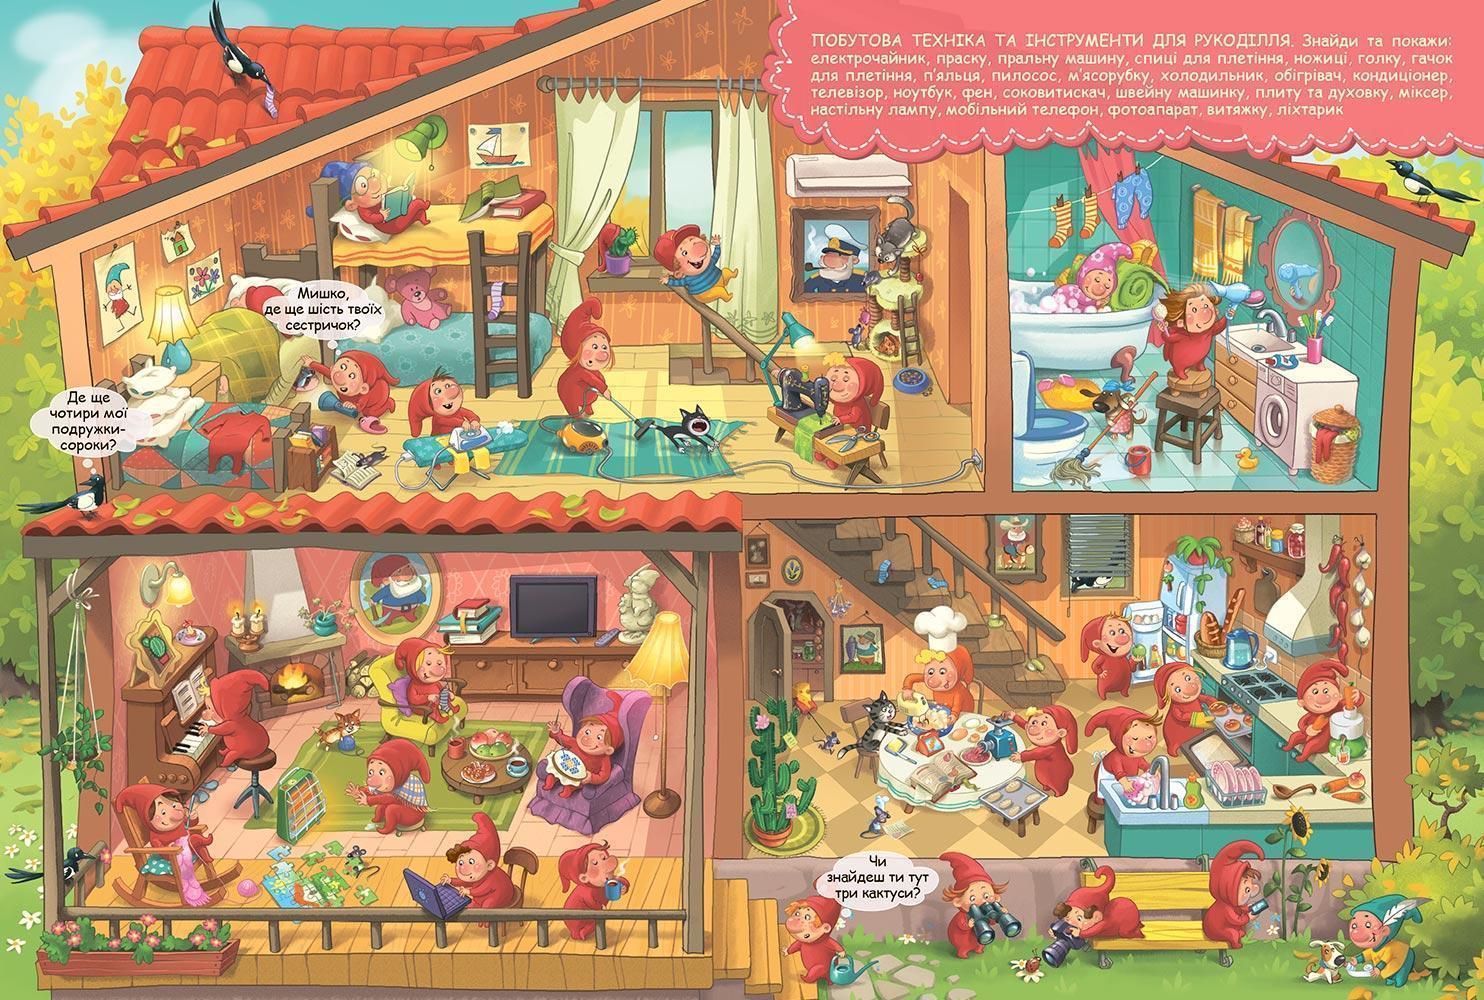 ПОБУТОВА ТЕХНІКА ТА ІНСТРУМЕНТИ ДЛЯ РУКОДІЛЛЯ. Знайди та покажи:
електрочайник, праску, пральну машину, спиці для плетіння, ножиці, голку, гачок
для плетіння, п'яльця, пилосос, м'ясорубку, холодильник, обігрівач, кондиціонер,
телевізор, ноутбук, фен, соковитискач, швейну машинку, плиту та духовку, міксер,
настільну лампу, мобільний телефон, фотоапарат, витяжку, ліхтарик
Мишко,
де ще шість твоїх
сестричок?
Де ще
чотири мої
подружки-
сороки?
Чи
знайдеш ти тут
три кактуси?